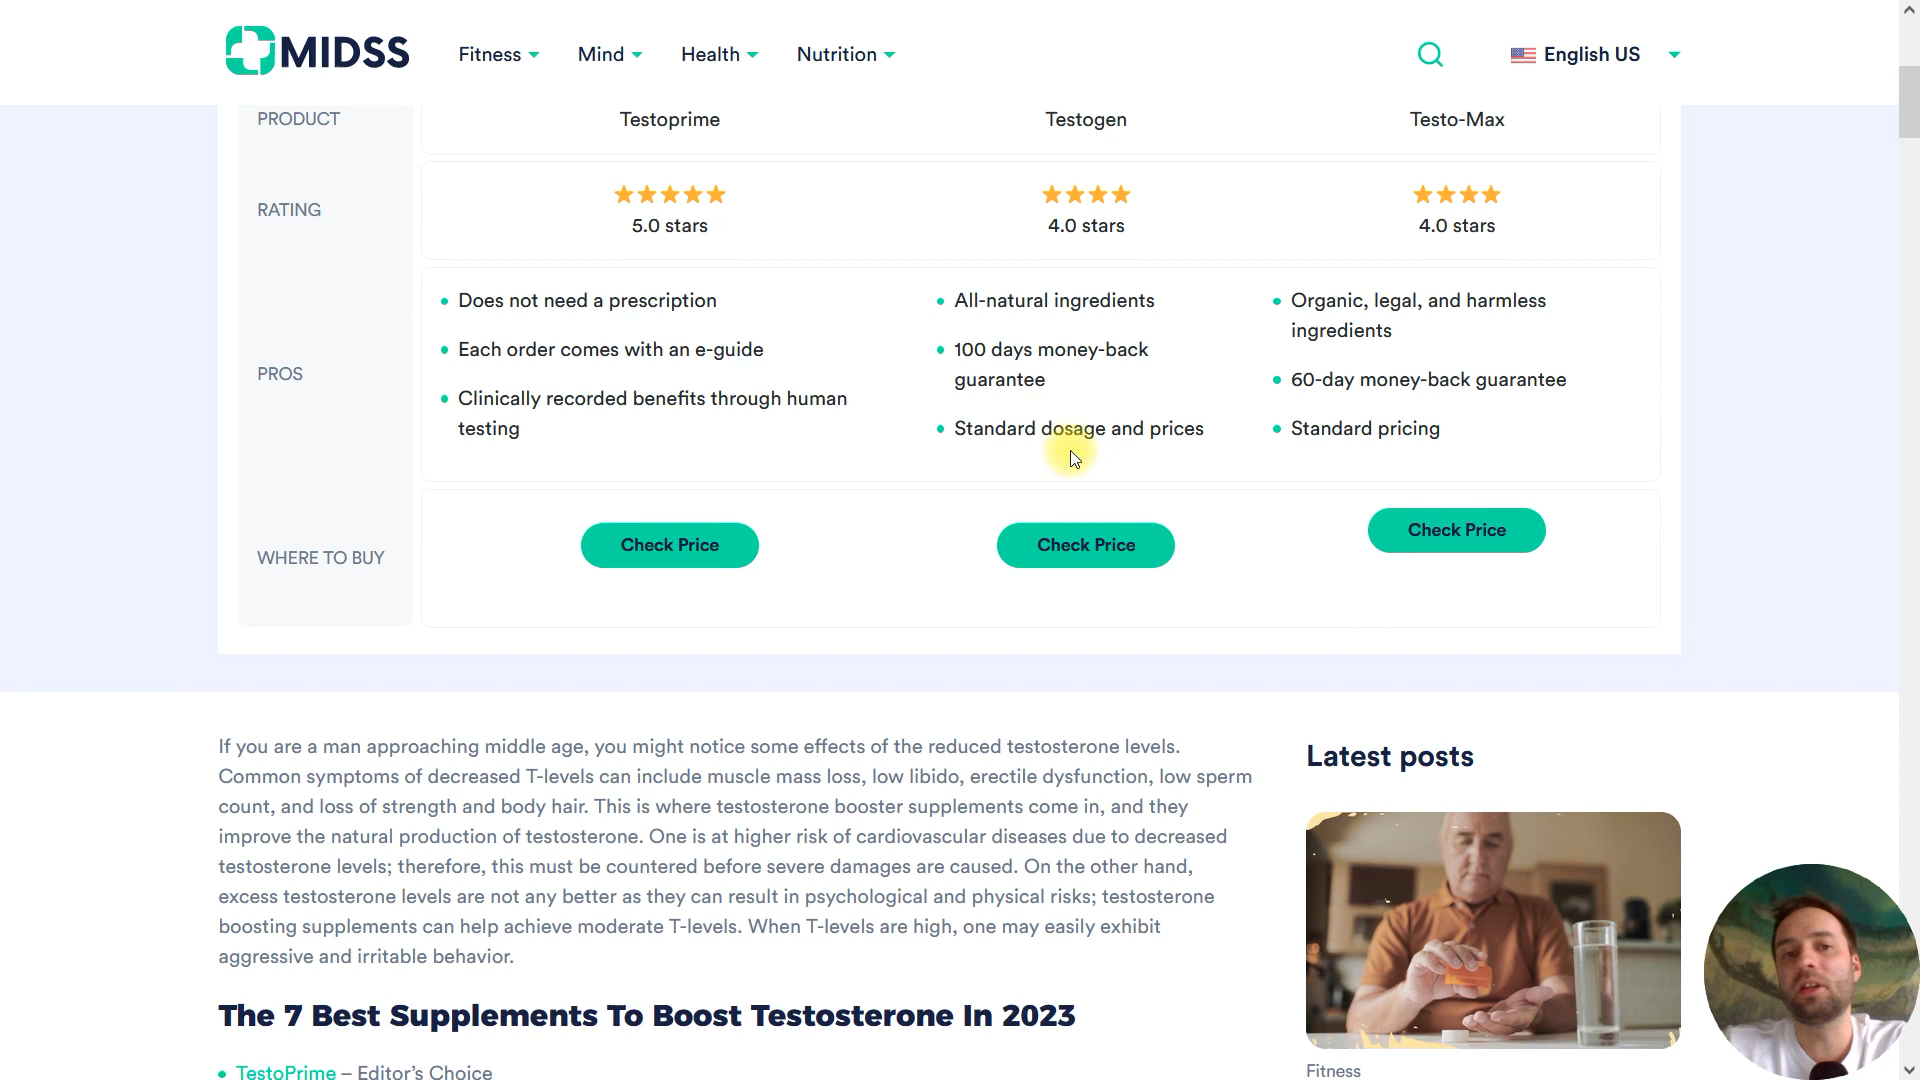 MIDSS
Fitness
Mind
Health
Nutrition
English US
PRODUCT
Testoprime
Testogen
Testo-Max
RATING
5.0 stars
4.0 stars
4.0 stars
PROS
Does not need a prescription
Each order comes with an e-guide
Clinically recorded benefits through human
testing
All-natural ingredients
100 days money-back
guarantee
Standard dosage and prices
Organic, legal, and harmless
ingredients
60-day money-back guarantee
Standard pricing
WHERE TO BUY
Check Price
Check Price
Check Price
If you are a man approaching middle age, you might notice some effects of the reduced testosterone levels.
Common symptoms of decreased T-levels can include muscle mass loss, low libido, erectile dysfunction, low sperm
count, and loss of strength and body hair. This is where testosterone booster supplements come in, and they
improve the natural production of testosterone. One is at higher risk of cardiovascular diseases due to decreased
testosterone levels; therefore, this must be countered before severe damages are caused. On the other hand,
excess testosterone levels are not any better as they can result in psychological and physical risks; testosterone
boosting supplements can help achieve moderate T-levels. When T-levels are high, one may easily exhibit
aggressive and irritable behavior.
The 7 Best Supplements To Boost Testosterone In 2023
TestoPrime – Editor's Choice
Latest posts
Fitness